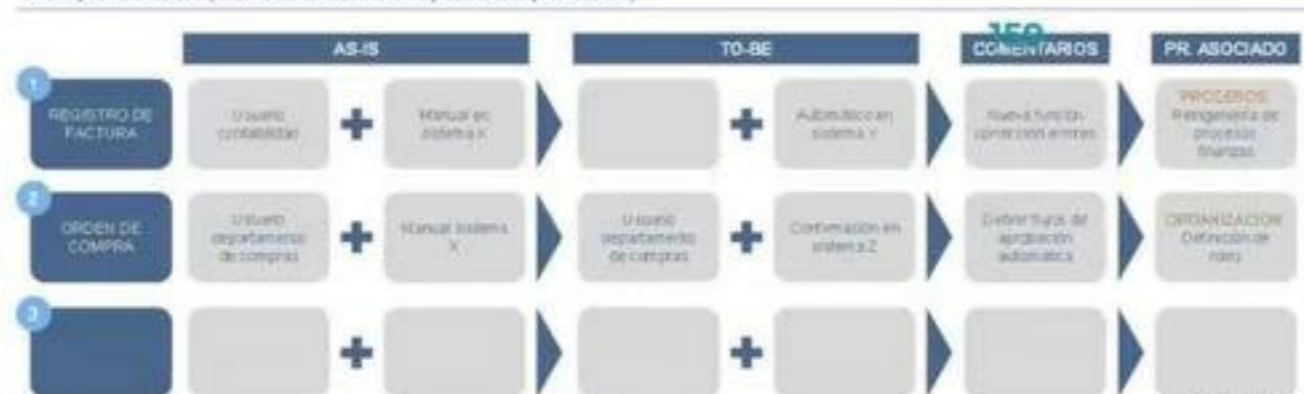 AS-IS
TO-BE
159
COMENTARIOS
PR. ASOCIADO
1
REGISTRO DE
FACTURA
Usuario
contabilidad
Manual en
sistema X
Automático en
sistema Y
Nueva función
corrección errores
PROCESOS:
Reingeniería de
procesos
finanzas
2
ORDEN DE
COMPRA
Usuario
departamento
de compras
Manual sistema
X
Usuario
departamento
de compras
Confirmación en
sistema Z
Definir flujos de
aprobación
automática
ORGANIZACIÓN
Definición de
roles
3